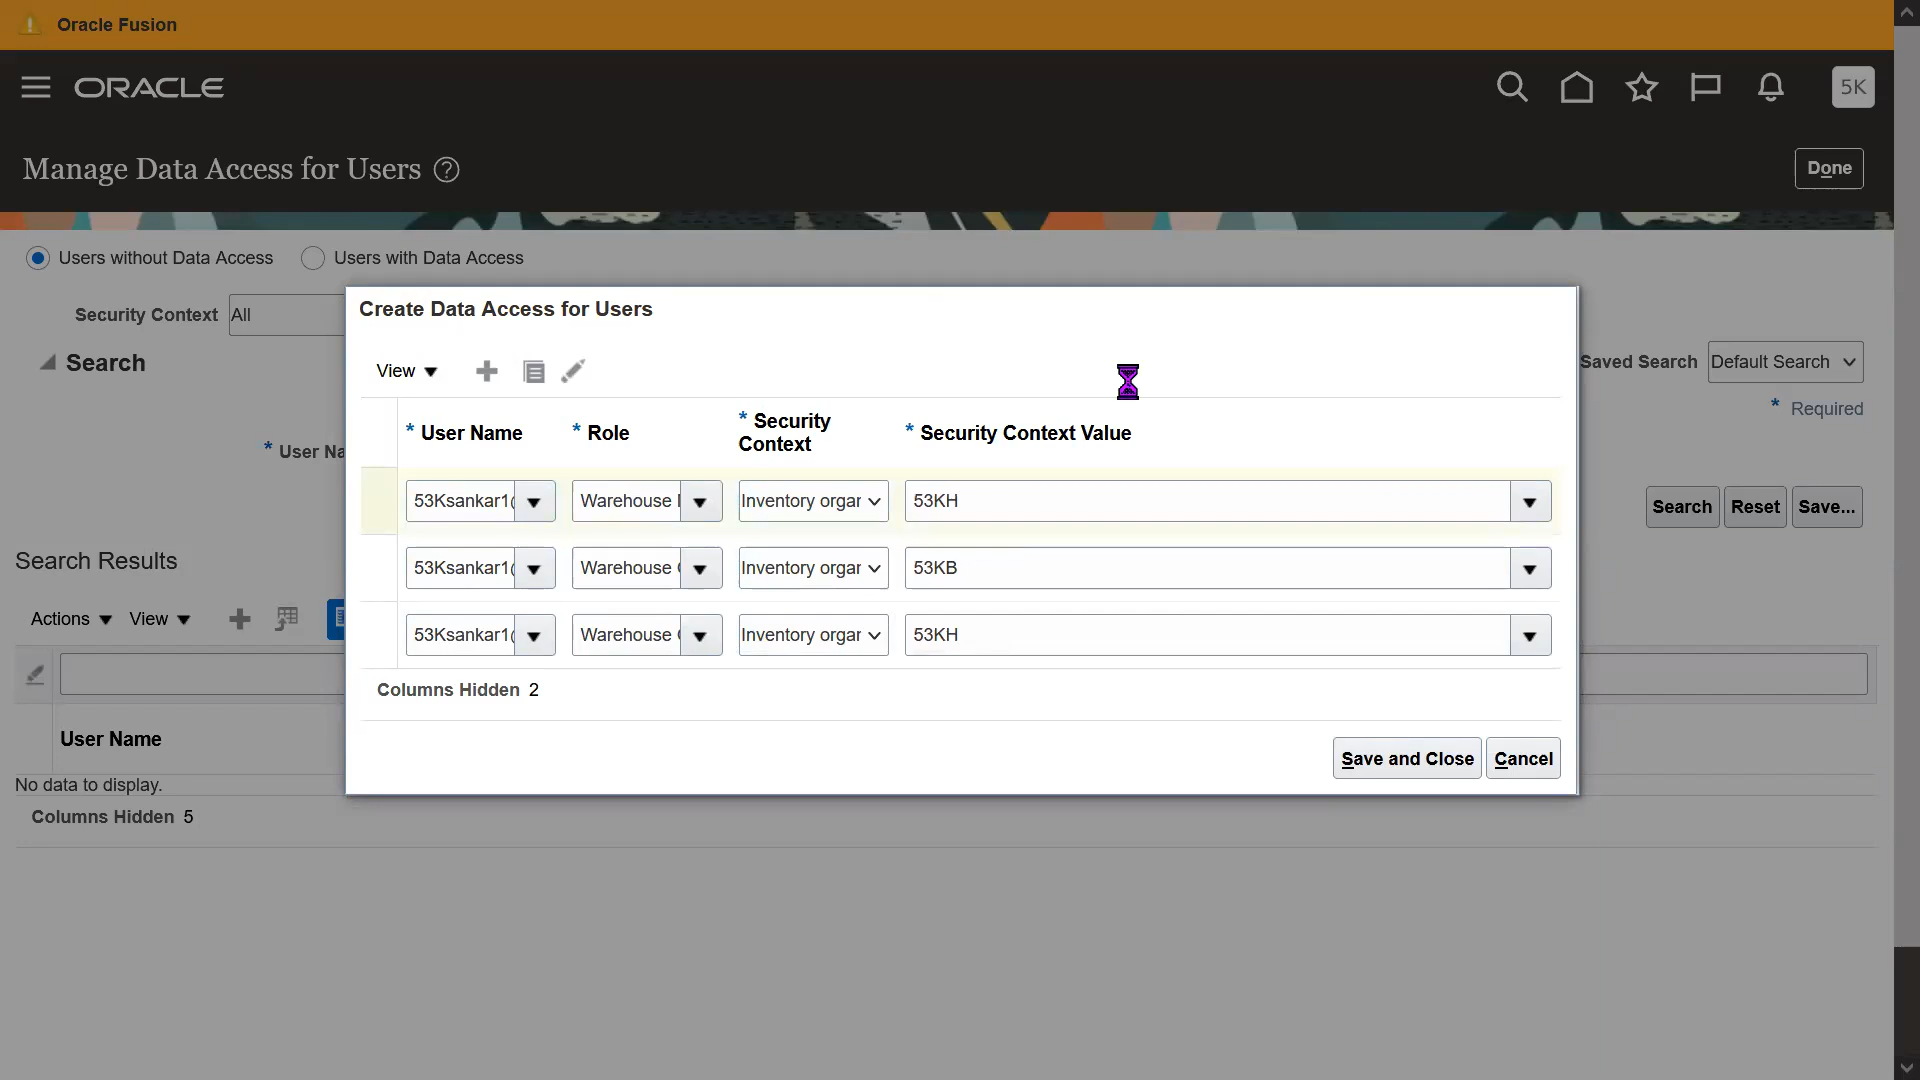 Oracle Fusion
ORACLE
5K
Manage Data Access for Users ?
Done
Users without Data Access
Users with Data Access
Security Context All
Create Data Access for Users
Search
Saved Search Default Search
View
* Required
* User Name * Role * Security Context * Security Context Value
* User Na
53Ksankar1( Warehouse Inventory organ 53KH
Search Reset Save...
53Ksankar1( Warehouse Inventory organ 53KB
Search Results
Actions View
53Ksankar1( Warehouse Inventory organ 53KH
Columns Hidden 2
User Name
Save and Close Cancel
No data to display.
Columns Hidden 5